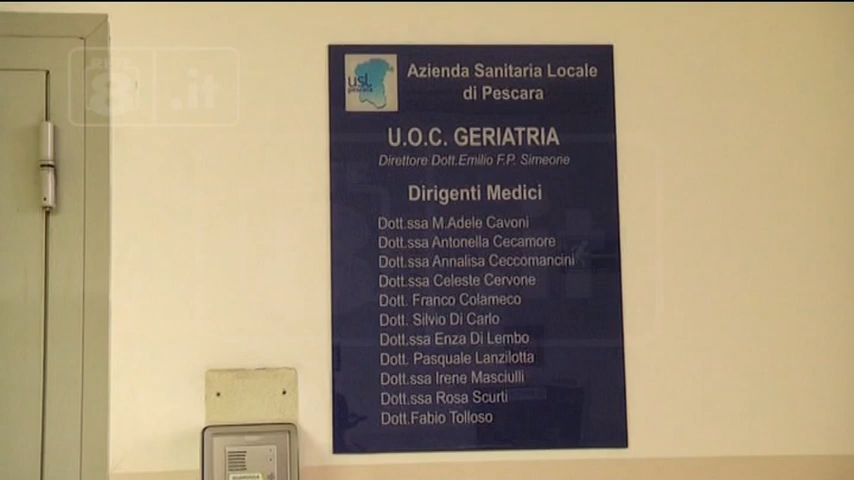 RETE
8 .it
usl
pescara
Azienda Sanitaria Locale
di Pescara
U.O.C. GERIATRIA
Direttore Dott.Emilio F.P. Simeone
Dirigenti Medici
Dott.ssa M.Adele Cavoni
Dott.ssa Antonella Cecamore
Dott.ssa Annalisa Ceccomancini
Dott.ssa Celeste Cervone
Dott. Franco Colameco
Dott. Silvio Di Carlo
Dott.ssa Enza Di Lembo
Dott. Pasquale Lanzilotta
Dott.ssa Irene Masciulli
Dott.ssa Rosa Scurti
Dott.Fabio Tolloso